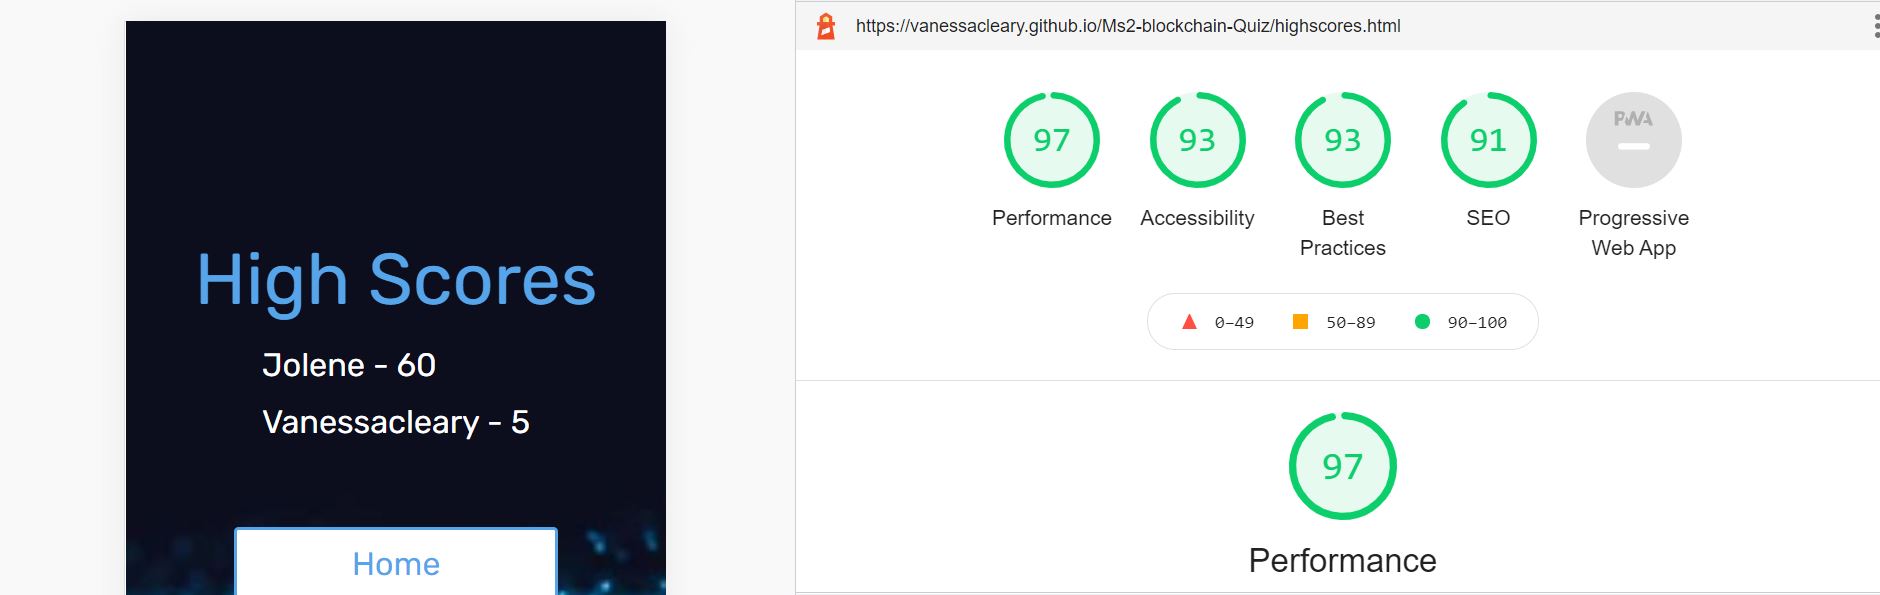 High Scores
Jolene - 60
Vanessacleary - 5
Home
https://vanessacleary.github.io/Ms2-blockchain-Quiz/highscores.html
97 93 93 91 PWA
Performance Accessibility Best Practices SEO Progressive Web App
0–49 50–89 90–100
97
Performance